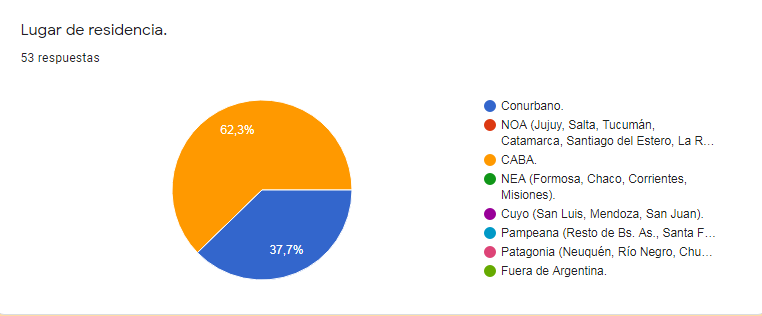 Lugar de residencia.
53 respuestas
62,3%
37,7%
Conurbano.
NOA (Jujuy, Salta, Tucumán,
Catamarca, Santiago del Estero, La R…
CABA.
NEA (Formosa, Chaco, Corrientes,
Misiones).
Cuyo (San Luis, Mendoza, San Juan).
Pampeana (Resto de Bs. As., Santa F…
Patagonia (Neuquén, Río Negro, Chu…
Fuera de Argentina.